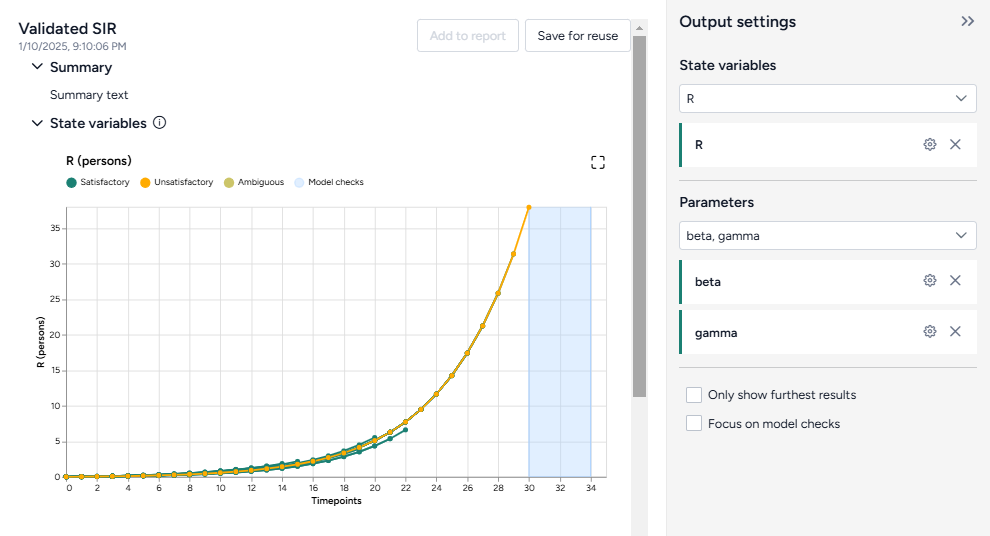 Validated SIR
1/10/2025, 9:10:06 PM
Add to report
Save for reuse
Summary
Summary text
State variables
R (persons)
Satisfactory
Unsatisfactory
Ambiguous
Model checks
R (persons)
35
30
25
20
15
10
5
0
0 2 4 6 8 10 12 14 16 18 20 22 24 26 28 30 32 34
Timepoints
Output settings
State variables
R
R
Parameters
beta, gamma
beta
gamma
Only show furthest results
Focus on model checks